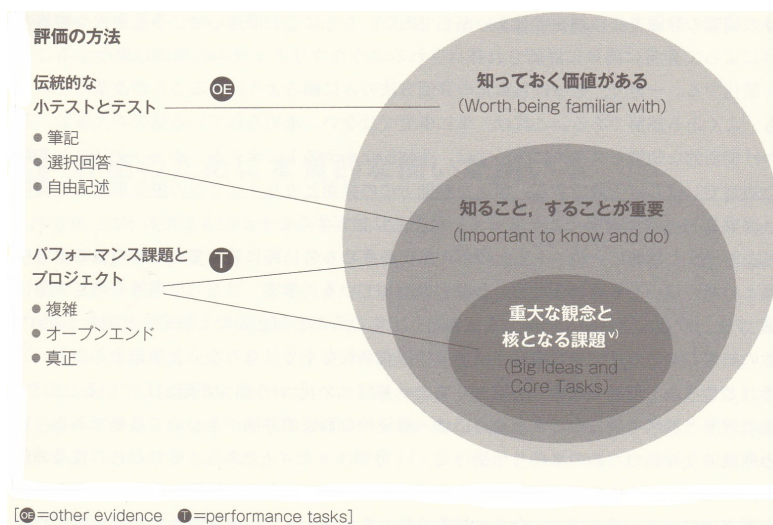 評価の方法
伝統的な
小テストとテスト
OE
● 筆記
● 選択回答
● 自由記述
パフォーマンス課題と
プロジェクト
T
● 複雑
● オープンエンド
● 真正
知っておく価値がある
(Worth being familiar with)
知ること，することが重要
(Important to know and do)
重大な観念と
核となる課題 v)
(Big Ideas and
Core Tasks)
[OE=other evidence T=performance tasks]